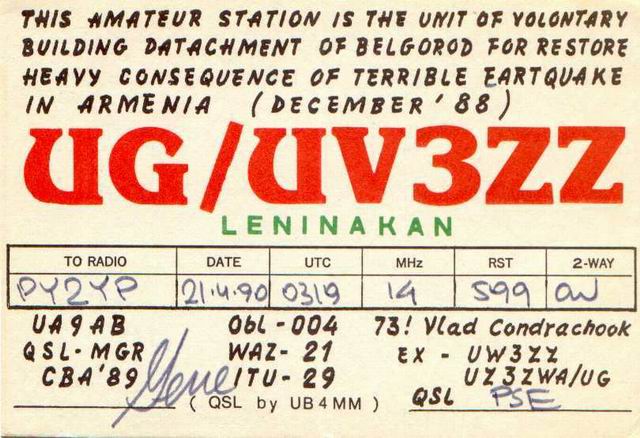 THIS AMATEUR STATION IS THE UNIT OF VOLONTARY
BUILDING DATACHMENT OF BELGOROD FOR RESTORE
HEAVY CONSEQUENCE OF TERRIBLE EARTQUAKE
IN ARMENIA (DECEMBER '88)
UG/UV3ZZ
LENINAKAN
TO RADIO DATE UTC MHz RST 2-WAY
PY2YP 21.4.90 0319 14 599 CW
UA9AB ObL-004 73! Vlad Condrachook
QSL-MGR WAZ-21 EX - UW3ZZ
CBA'89 Gene ITU-29 UZ3ZWA/UG
( QSL by UB4MM ) QSL PSE